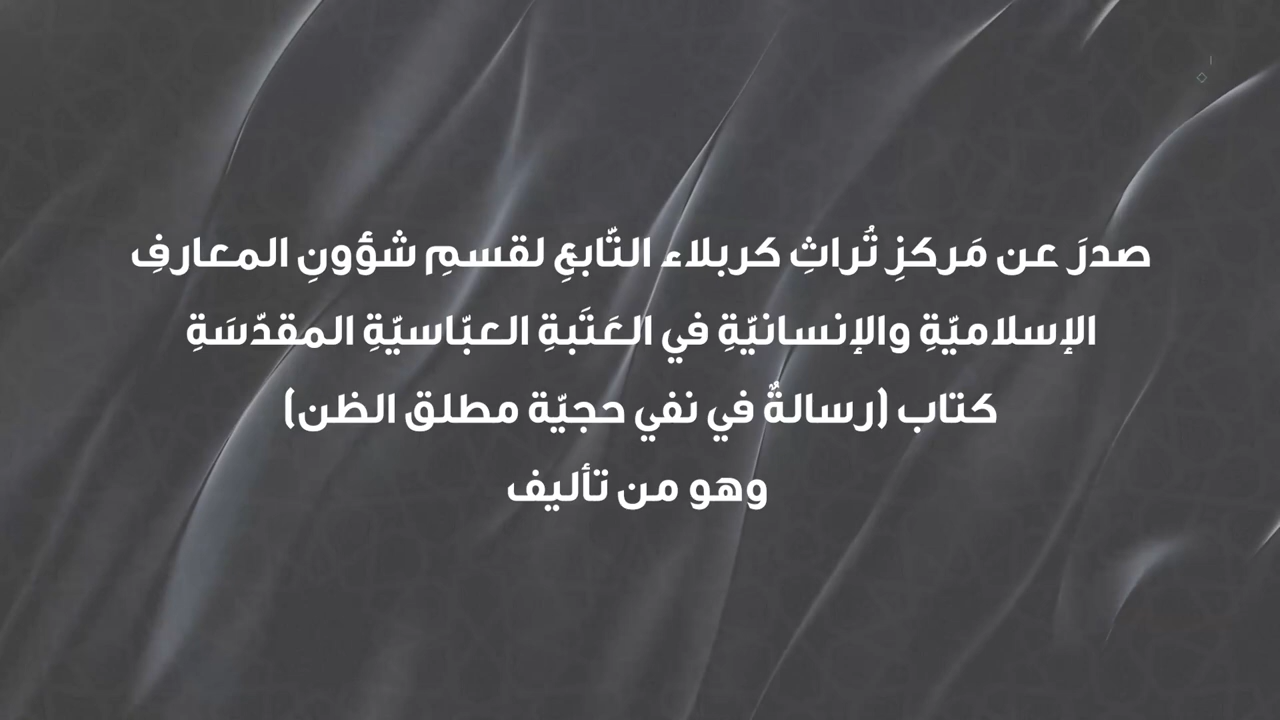 صدرَ عن مَركزِ تُراثِ كربلاء التّابعِ لقسمِ شؤونِ المعارفِ
الإسلاميّةِ والإنسانيّةِ في العَتَبةِ العبّاسيّةِ المقدّسَةِ
كتاب (رسالةٌ في نفي حجيّة مطلق الظن)
وهو من تأليف